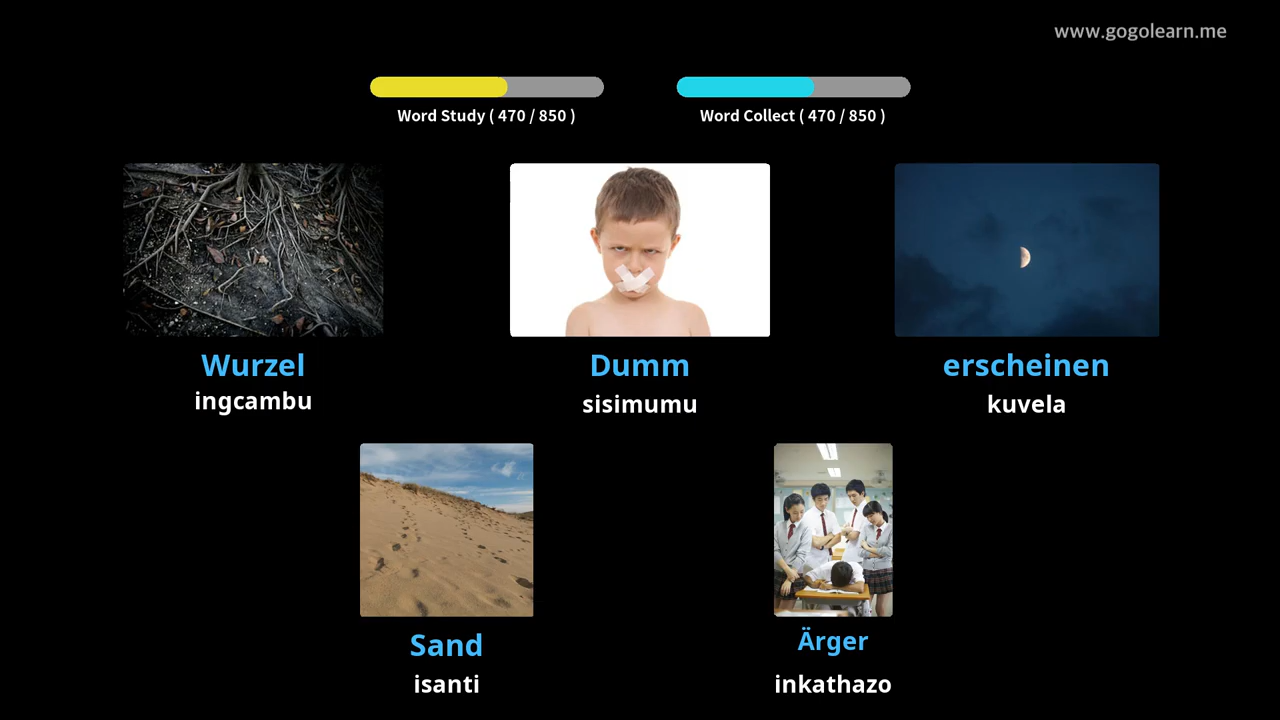 www.gogolearn.me
Word Study ( 470 / 850 )
Word Collect ( 470 / 850 )
Wurzel
ingcambu
Dumm
sisimumu
erscheinen
kuvela
Sand
isanti
Ärger
inkathazo